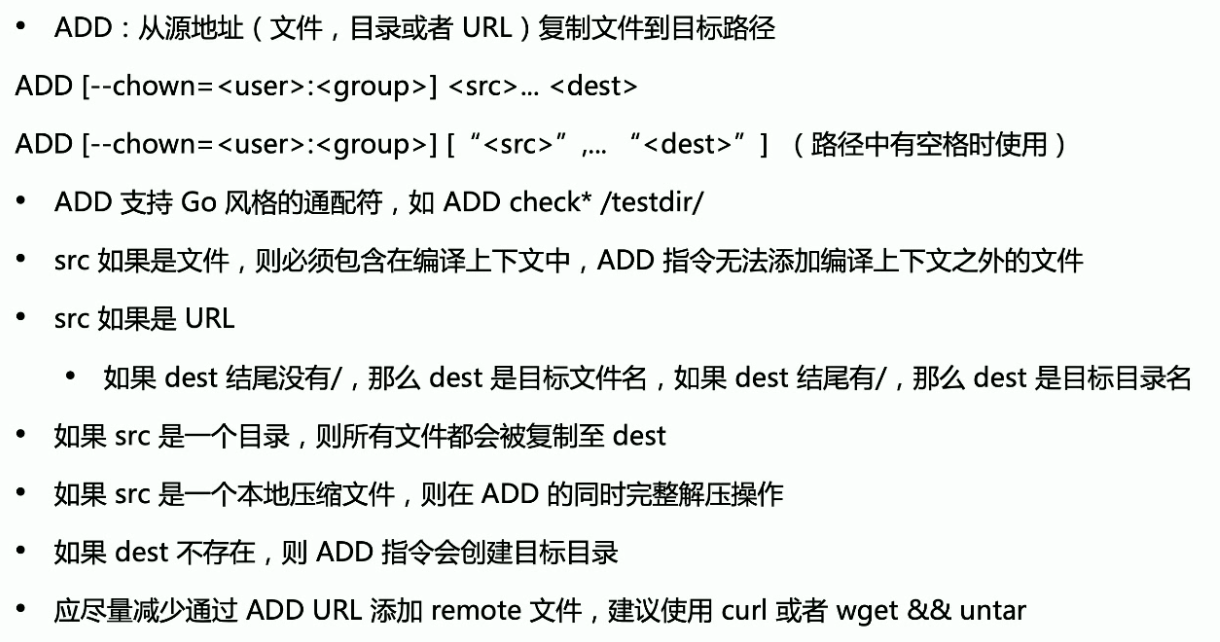 • ADD：从源地址（文件，目录或者 URL）复制文件到目标路径
ADD [--chown=<user>:<group>] <src>... <dest>
ADD [--chown=<user>:<group>] [“<src>”,... “<dest>”] （路径中有空格时使用）
• ADD 支持 Go 风格的通配符，如 ADD check* /testdir/
• src 如果是文件，则必须包含在编译上下文中，ADD 指令无法添加编译上下文之外的文件
• src 如果是 URL
• 如果 dest 结尾没有/，那么 dest 是目标文件名，如果 dest 结尾有/，那么 dest 是目标目录名
• 如果 src 是一个目录，则所有文件都会被复制至 dest
• 如果 src 是一个本地压缩文件，则在 ADD 的同时完整解压操作
• 如果 dest 不存在，则 ADD 指令会创建目标目录
• 应尽量减少通过 ADD URL 添加 remote 文件，建议使用 curl 或者 wget && untar